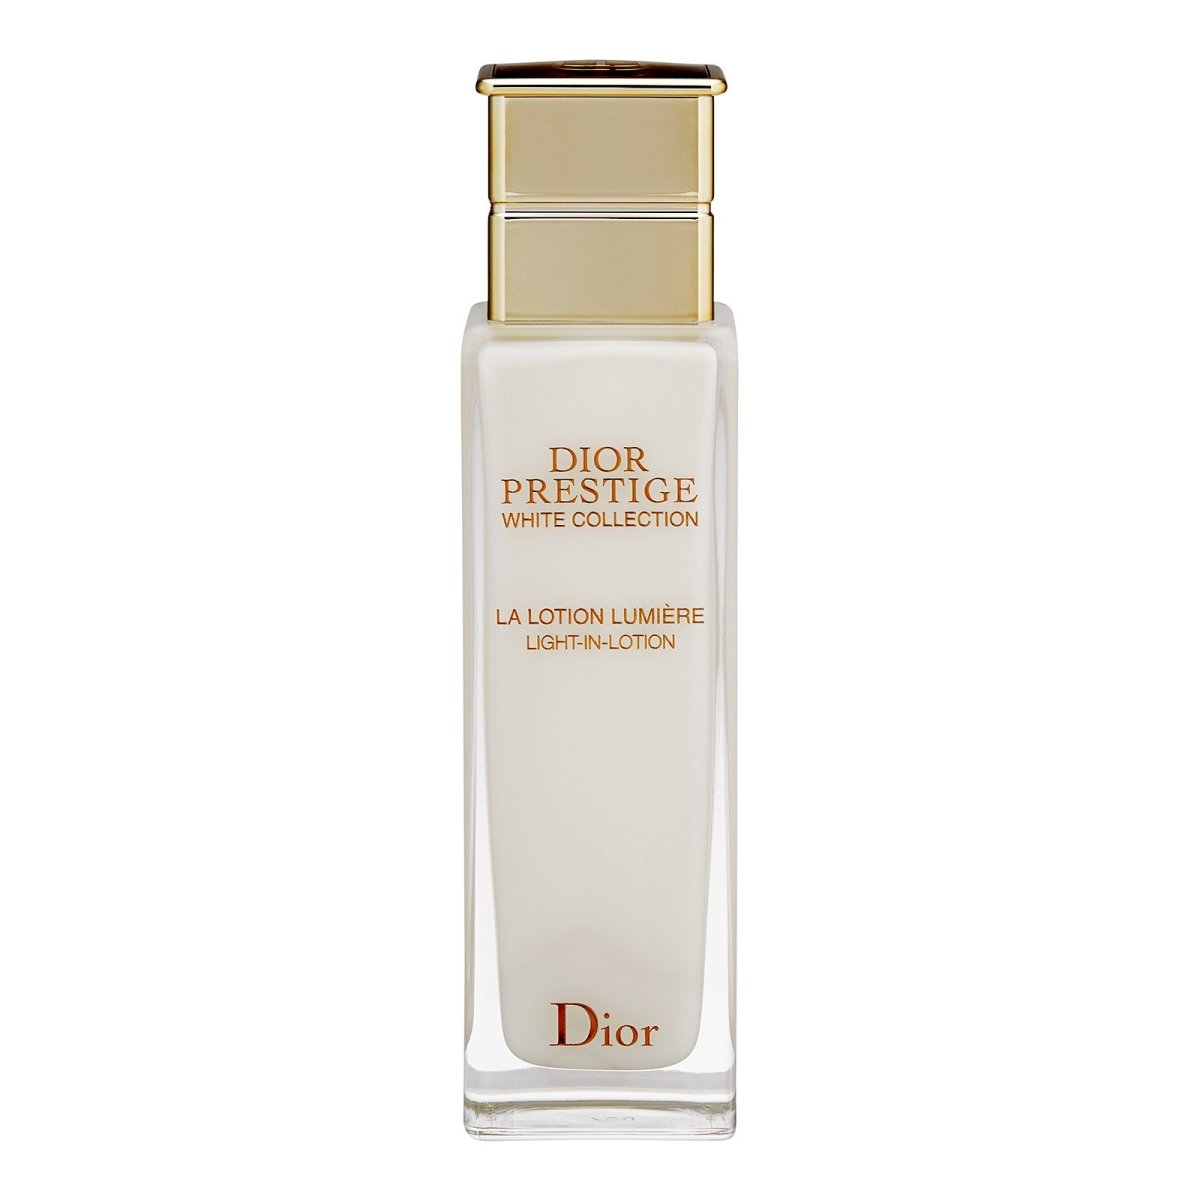 DIOR
PRESTIGE
WHITE COLLECTION
LA LOTION LUMIÈRE
LIGHT-IN-LOTION
Dior